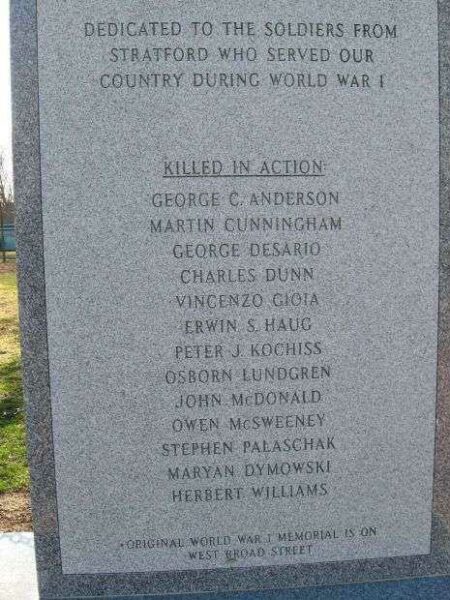 DEDICATED TO THE SOLDIERS FROM
STRATFORD WHO SERVED OUR
COUNTRY DURING WORLD WAR I
KILLED IN ACTION
GEORGE C. ANDERSON
MARTIN CUNNINGHAM
GEORGE DESARIO
CHARLES DUNN
VINCENZO GIOIA
ERWIN S. HAUG
PETER J. KOCHISS
OSBORN LUNDGREN
JOHN McDONALD
OWEN McSWEENEY
STEPHEN PALASCHAK
MARYAN DYMOWSKI
HERBERT WILLIAMS
*ORIGINAL WORLD WAR I MEMORIAL IS ON
WEST BROAD STREET